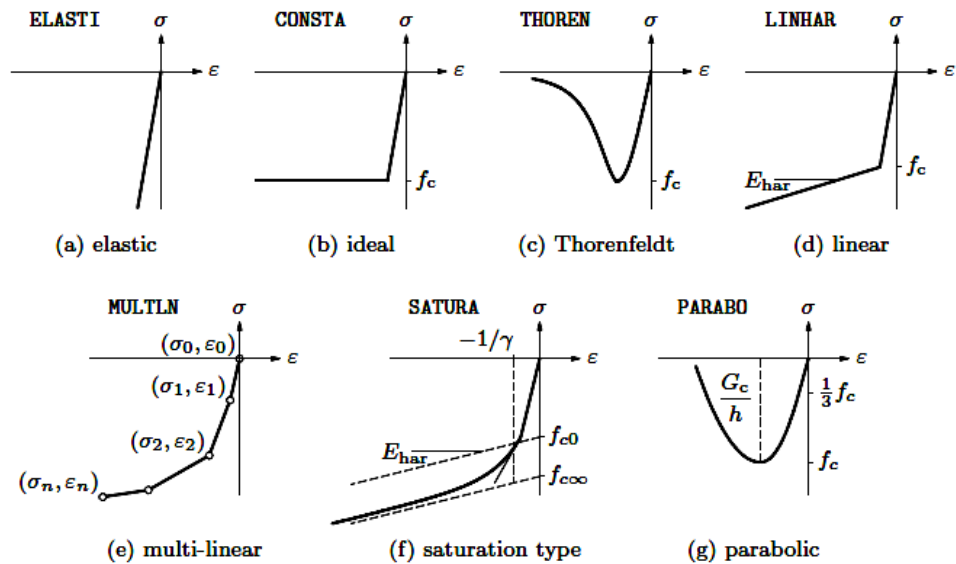 ELASTI σ CONSTA σ THOREN σ LINHAR σ
ε ε ε ε
f_c f_c E_har f_c
(a) elastic (b) ideal (c) Thorenfeldt (d) linear
MULTLN σ SATURA σ PARABO σ
(σ_0, ε_0) ε −1/γ ε ε
(σ_1, ε_1) G_c/h 1/3 f_c
(σ_2, ε_2) E_har f_c0 f_c
(σ_n, ε_n) f_c∞
(e) multi-linear (f) saturation type (g) parabolic